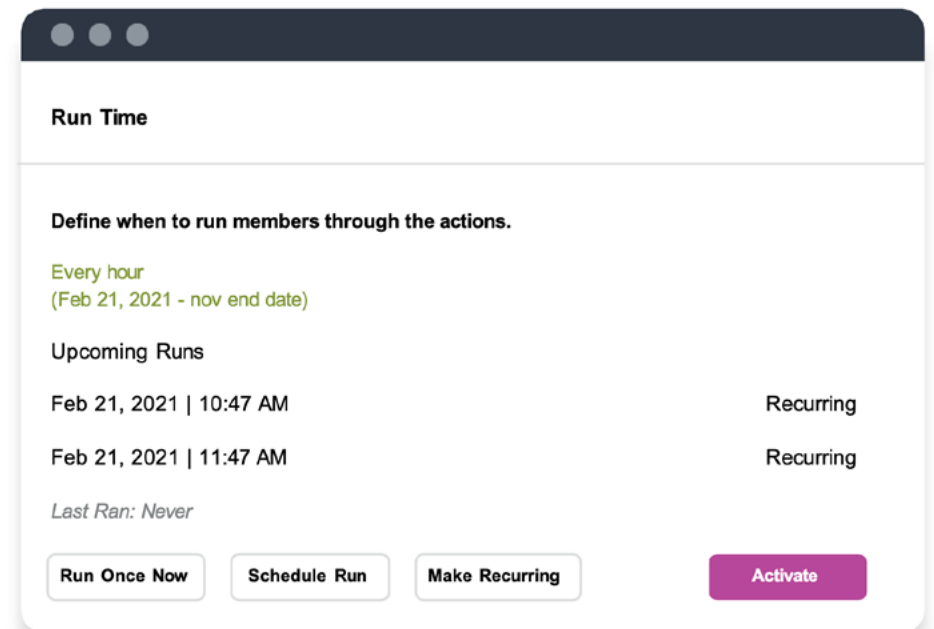 Run Time
Define when to run members through the actions.
Every hour
(Feb 21, 2021 - nov end date)
Upcoming Runs
Feb 21, 2021 | 10:47 AM Recurring
Feb 21, 2021 | 11:47 AM Recurring
Last Ran: Never
Run Once Now Schedule Run Make Recurring Activate